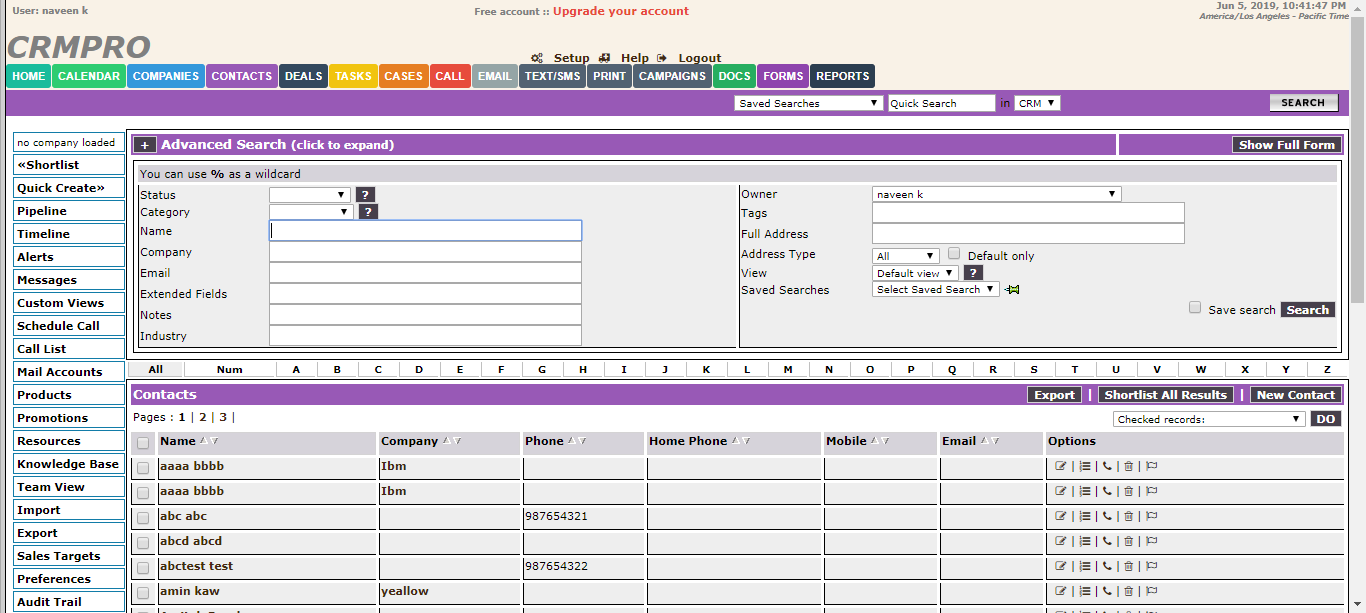 User: naveen k
Free account :: Upgrade your account
Jun 5, 2019, 10:41:47 PM
America/Los Angeles - Pacific Time
CRMPRO
Setup Help Logout
HOME CALENDAR COMPANIES CONTACTS DEALS TASKS CASES CALL EMAIL TEXT/SMS PRINT CAMPAIGNS DOCS FORMS REPORTS
Saved Searches Quick Search in CRM SEARCH
no company loaded
«Shortlist
Quick Create»
Pipeline
Timeline
Alerts
Messages
Custom Views
Schedule Call
Call List
Mail Accounts
Products
Promotions
Resources
Knowledge Base
Team View
Import
Export
Sales Targets
Preferences
Audit Trail
+ Advanced Search (click to expand) Show Full Form
You can use % as a wildcard
Status ?
Category ?
Name
Company
Email
Extended Fields
Notes
Industry
Owner naveen k
Tags
Full Address
Address Type All Default only
View Default view ?
Saved Searches Select Saved Search
Save search Search
All Num A B C D E F G H I J K L M N O P Q R S T U V W X Y Z
Contacts Export | Shortlist All Results | New Contact
Pages : 1 | 2 | 3 | Checked records: DO
Name Company Phone Home Phone Mobile Email Options
aaaa bbbb Ibm | | | |
aaaa bbbb Ibm | | | |
abc abc 987654321 | | | |
abcd abcd | | | |
abctest test 987654322 | | | |
amin kaw yeallow | | | |